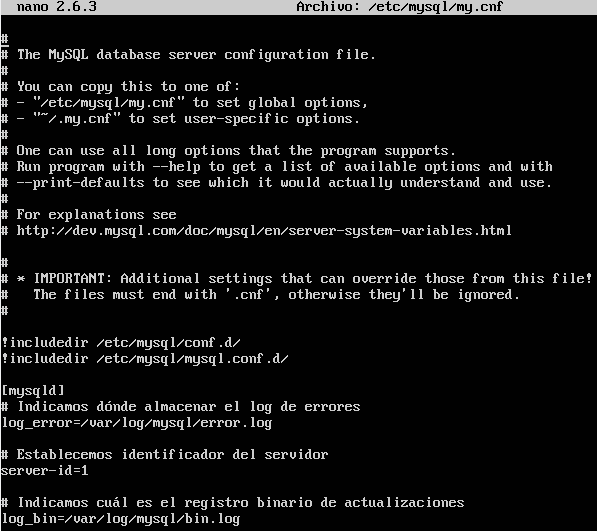 nano 2.6.3 Archivo: /etc/mysql/my.cnf
#
# The MySQL database server configuration file.
#
# You can copy this to one of:
# - "/etc/mysql/my.cnf" to set global options,
# - "~/.my.cnf" to set user-specific options.
#
# One can use all long options that the program supports.
# Run program with --help to get a list of available options and with
# --print-defaults to see which it would actually understand and use.
#
# For explanations see
# http://dev.mysql.com/doc/mysql/en/server-system-variables.html
#
# * IMPORTANT: Additional settings that can override those from this file!
#   The files must end with '.cnf', otherwise they'll be ignored.
#
!includedir /etc/mysql/conf.d/
!includedir /etc/mysql/mysql.conf.d/
[mysqld]
# Indicamos dónde almacenar el log de errores
log_error=/var/log/mysql/error.log
# Establecemos identificador del servidor
server-id=1
# Indicamos cuál es el registro binario de actualizaciones
log_bin=/var/log/mysql/bin.log